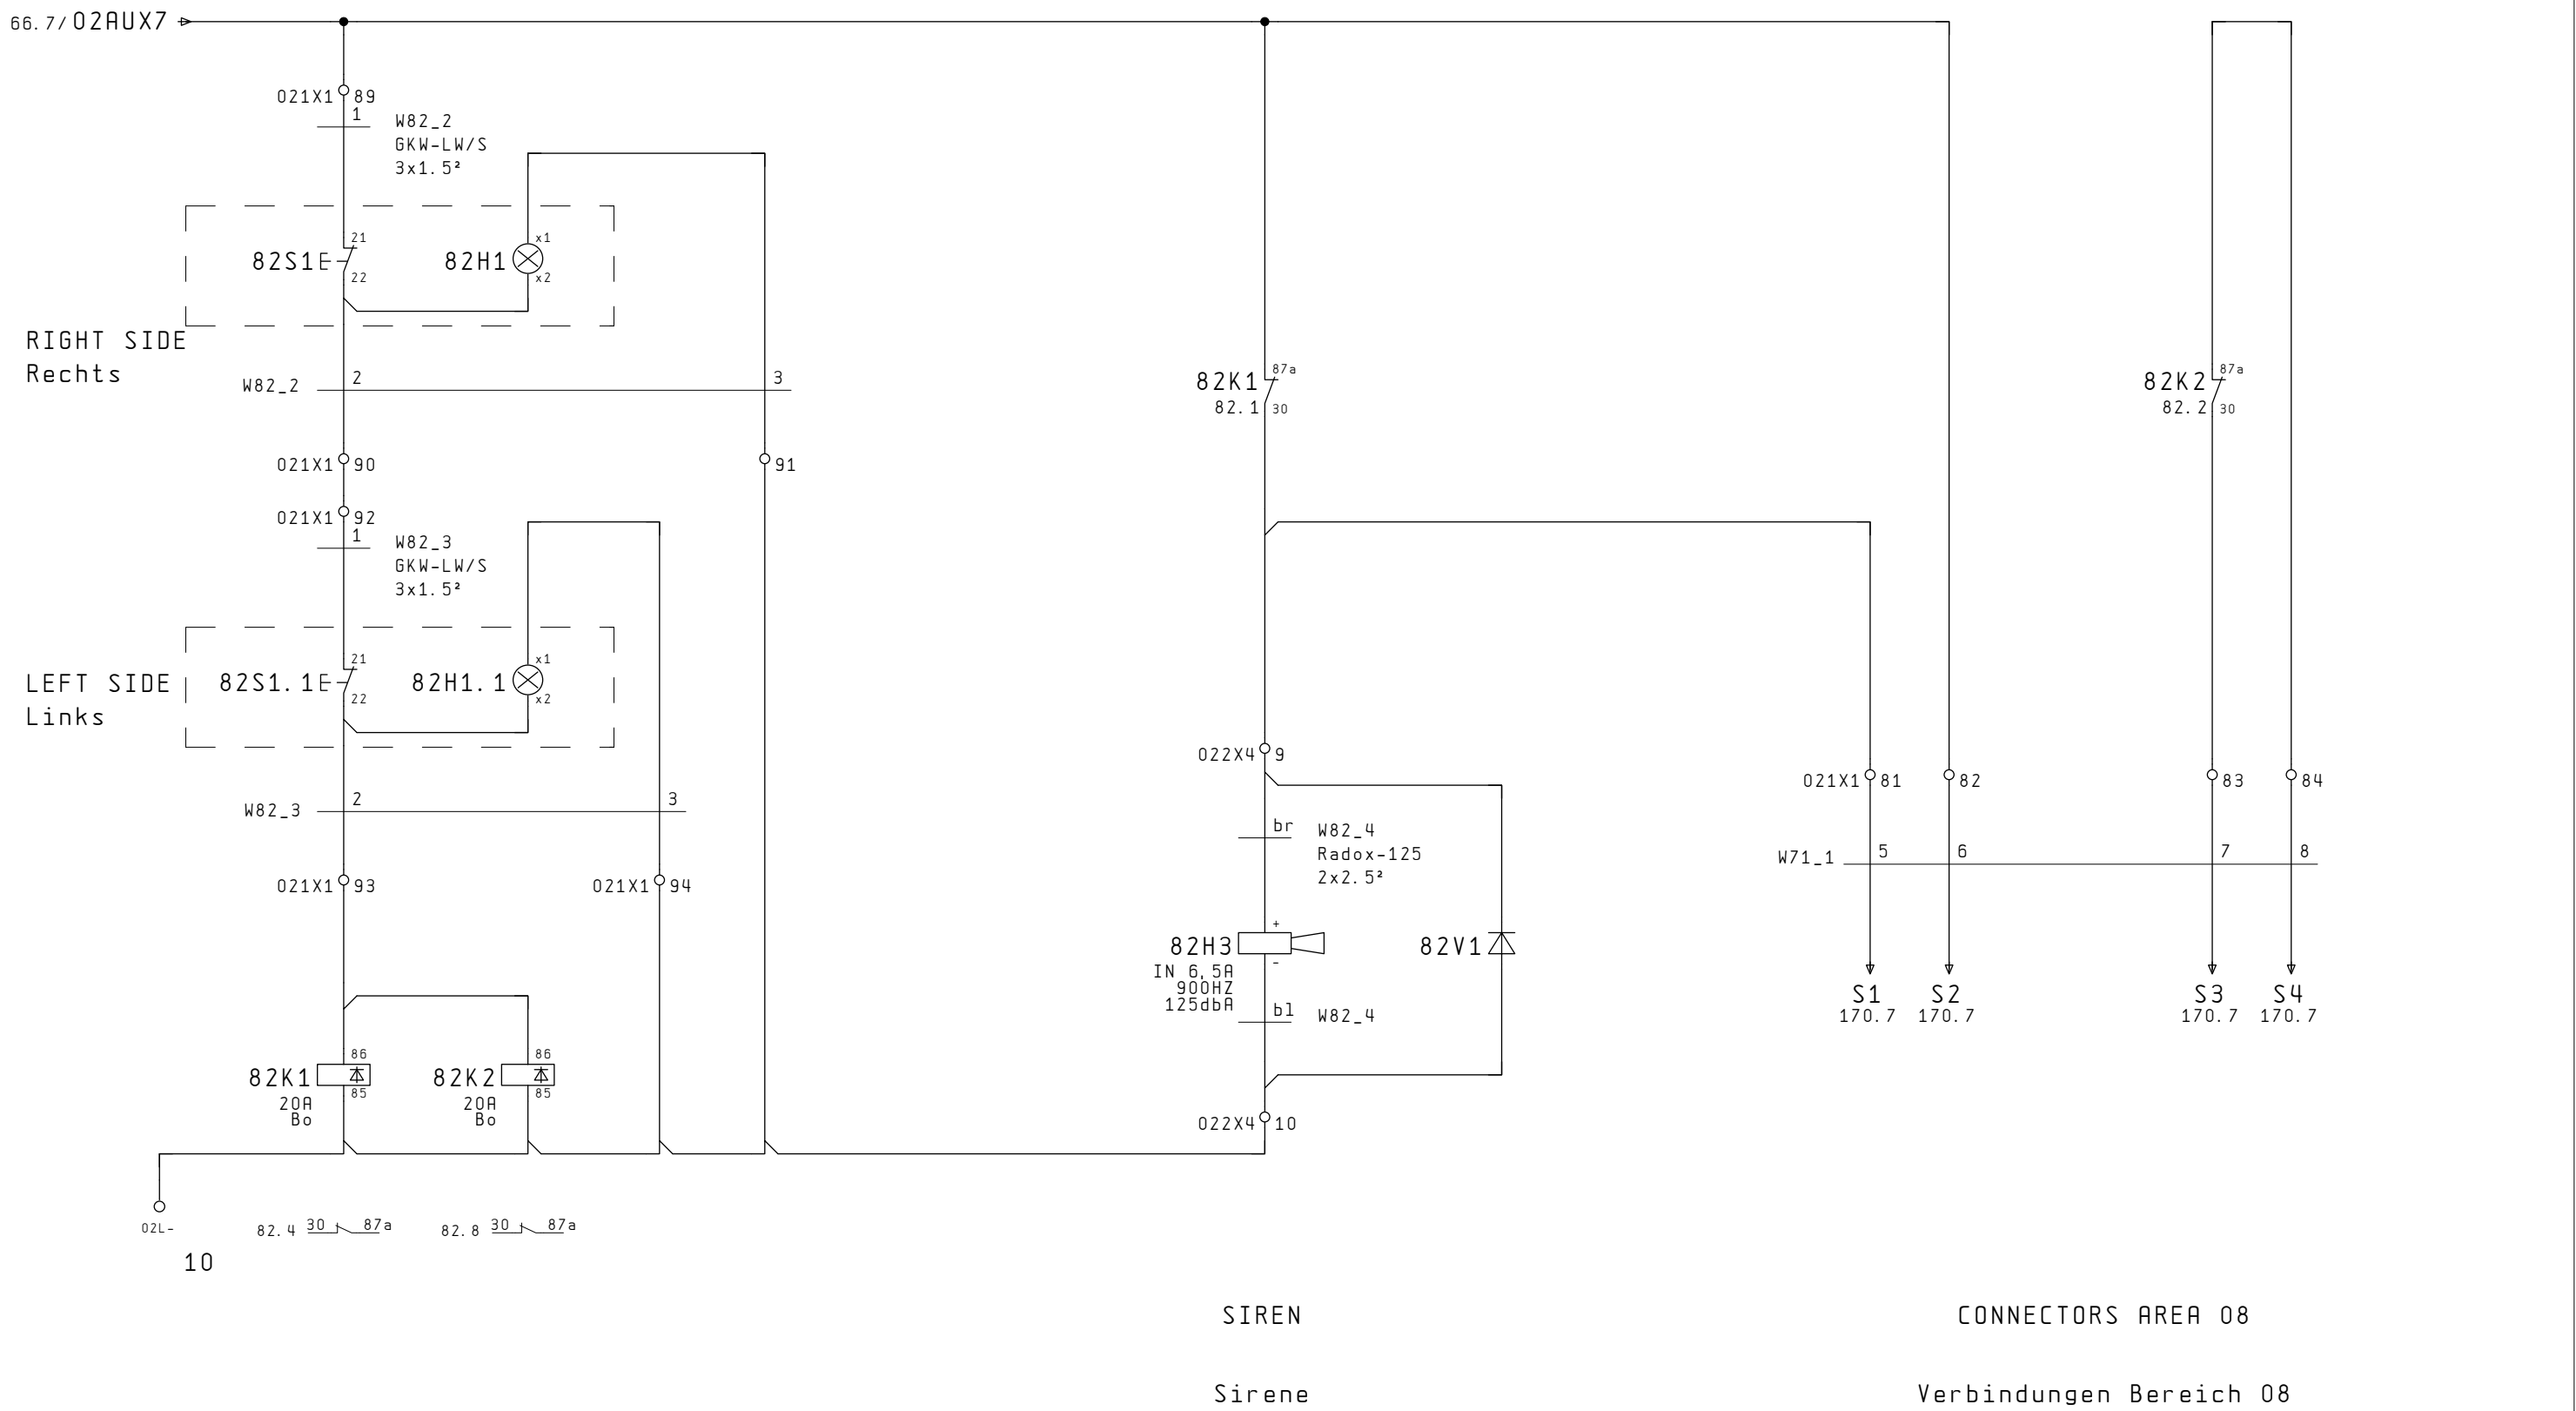 66.7/02AUX7
021X1 89
1
W82_2
GKW-LW/S
3x1.5²
82S1 21 22
82H1 x1 x2
RIGHT SIDE
Rechts
W82_2 2 3
021X1 90
91
021X1 92
1
W82_3
GKW-LW/S
3x1.5²
82S1.1 21 22
82H1.1 x1 x2
LEFT SIDE
Links
W82_3 2 3
021X1 93
021X1 94
82K1 86 85
20A
Bo
82K2 86 85
20A
Bo
02L-
10
82.4 30 87a
82.8 30 87a
82K1 87a
82.1 30
022X4 9
br
W82_4
Radox-125
2x2.5²
82H3 + -
IN 6,5A
900HZ
125dbA
82V1
bl W82_4
022X4 10
82K2 87a
82.2 30
021X1 81 82 83 84
W71_1 5 6 7 8
S1 S2 S3 S4
170.7 170.7 170.7 170.7
SIREN
Sirene
CONNECTORS AREA 08
Verbindungen Bereich 08